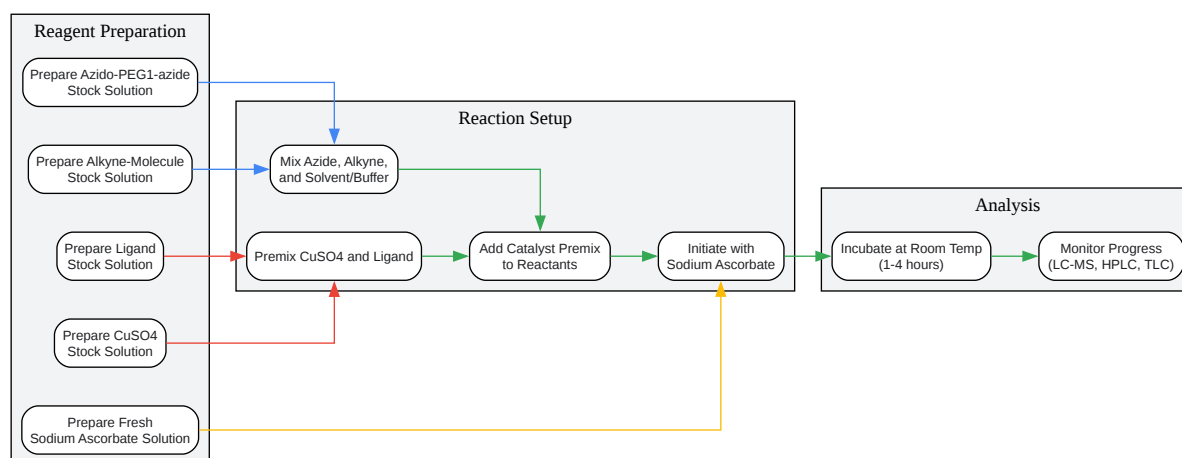 Reagent Preparation
Prepare Azido-PEG1-azide
Stock Solution
Prepare Alkyne-Molecule
Stock Solution
Prepare Ligand
Stock Solution
Prepare CuSO4
Stock Solution
Prepare Fresh
Sodium Ascorbate Solution
Reaction Setup
Mix Azide, Alkyne,
and Solvent/Buffer
Premix CuSO4 and Ligand
Add Catalyst Premix
to Reactants
Initiate with
Sodium Ascorbate
Analysis
Incubate at Room Temp
(1-4 hours)
Monitor Progress
(LC-MS, HPLC, TLC)